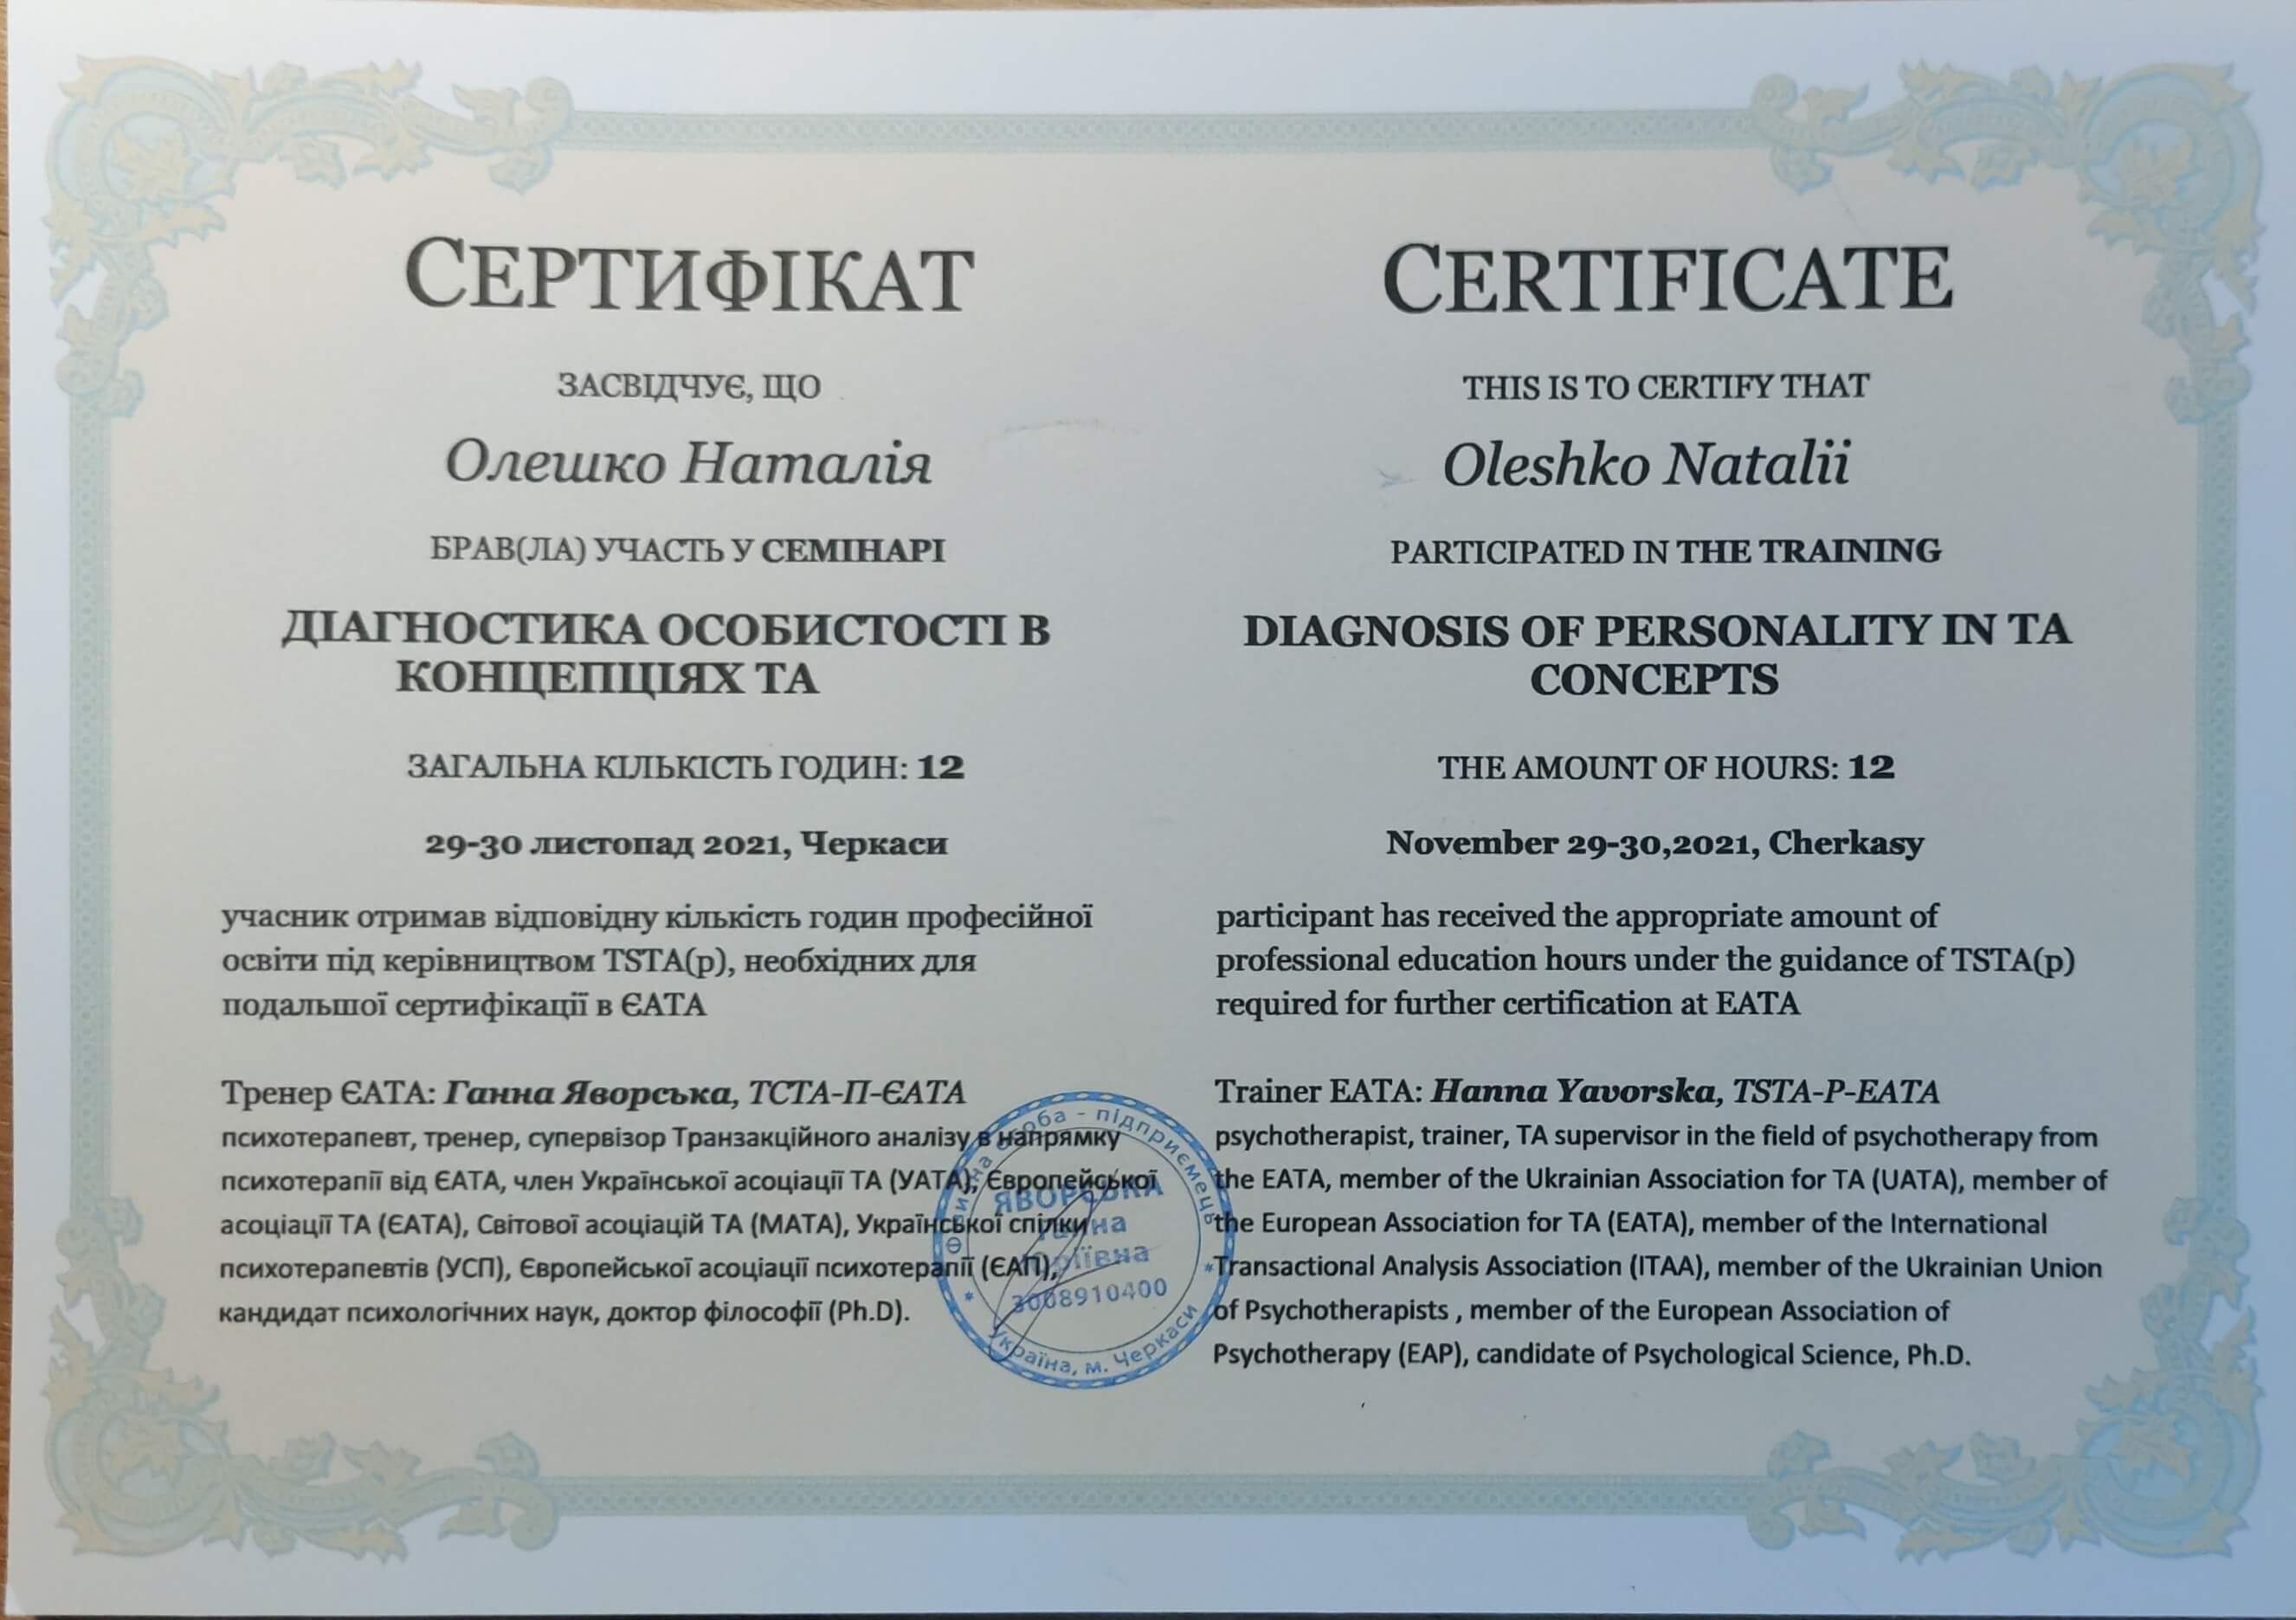 СЕРТИФІКАТ
ЗАСВІДЧУЄ, ЩО
Олешко Наталія
БРАВ(ЛА) УЧАСТЬ У СЕМІНАРІ
ДІАГНОСТИКА ОСОБИСТОСТІ В
КОНЦЕПЦІЯХ ТА
ЗАГАЛЬНА КІЛЬКІСТЬ ГОДИН: 12
29-30 листопад 2021, Черкаси
учасник отримав відповідну кількість годин професійної
освіти під керівництвом TSTA(p), необхідних для
подальшої сертифікації в ЄАТА
Тренер ЄАТА: Ганна Яворська, ТСТА-П-ЄАТА
психотерапевт, тренер, супервізор Транзакційного аналізу в напрямку
психотерапії від ЄАТА, член Української асоціації ТА (УАТА), Європейської
асоціації ТА (ЄАТА), Світової асоціацій ТА (МАТА), Української спілки
психотерапевтів (УСП), Європейської асоціації психотерапії (ЄАП),
кандидат психологічних наук, доктор філософії (Ph.D).
CERTIFICATE
THIS IS TO CERTIFY THAT
Oleshko Natalii
PARTICIPATED IN THE TRAINING
DIAGNOSIS OF PERSONALITY IN TA
CONCEPTS
THE AMOUNT OF HOURS: 12
November 29-30,2021, Cherkasy
participant has received the appropriate amount of
professional education hours under the guidance of TSTA(p)
required for further certification at EATA
Trainer EATA: Hanna Yavorska, TSTA-P-EATA
psychotherapist, trainer, TA supervisor in the field of psychotherapy from
the EATA, member of the Ukrainian Association for TA (UATA), member of
the European Association for TA (EATA), member of the International
Transactional Analysis Association (ITAA), member of the Ukrainian Union
of Psychotherapists , member of the European Association of
Psychotherapy (EAP), candidate of Psychological Science, Ph.D.
Фізична особа - підприємець
ЯВОРСЬКА
Ганна
Юріївна
3008910400
Україна, м. Черкаси